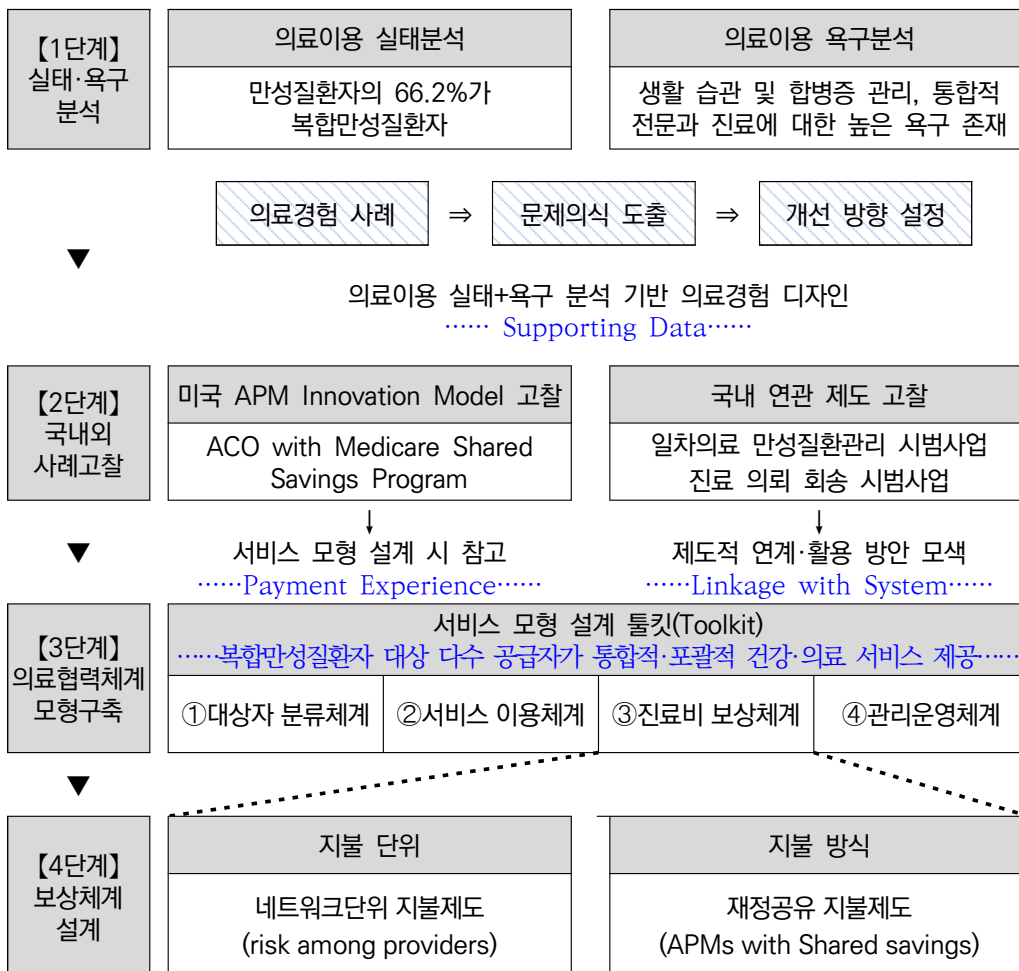 【1단계】
실태·욕구
분석
의료이용 실태분석
만성질환자의 66.2%가
복합만성질환자
의료이용 욕구분석
생활 습관 및 합병증 관리, 통합적
전문과 진료에 대한 높은 욕구 존재
의료경험 사례 ⇒ 문제의식 도출 ⇒ 개선 방향 설정
▼
의료이용 실태+욕구 분석 기반 의료경험 디자인
…… Supporting Data……
【2단계】
국내외
사례고찰
미국 APM Innovation Model 고찰
ACO with Medicare Shared
Savings Program
국내 연관 제도 고찰
일차의료 만성질환관리 시범사업
진료 의뢰 회송 시범사업
▼
↓
서비스 모형 설계 시 참고
……Payment Experience……
↓
제도적 연계·활용 방안 모색
……Linkage with System……
【3단계】
의료협력체계
모형구축
서비스 모형 설계 툴킷(Toolkit)
……복합만성질환자 대상 다수 공급자가 통합적·포괄적 건강·의료 서비스 제공……
①대상자 분류체계
②서비스 이용체계
③진료비 보상체계
④관리운영체계
▼
【4단계】
보상체계
설계
지불 단위
네트워크단위 지불제도
(risk among providers)
지불 방식
재정공유 지불제도
(APMs with Shared savings)